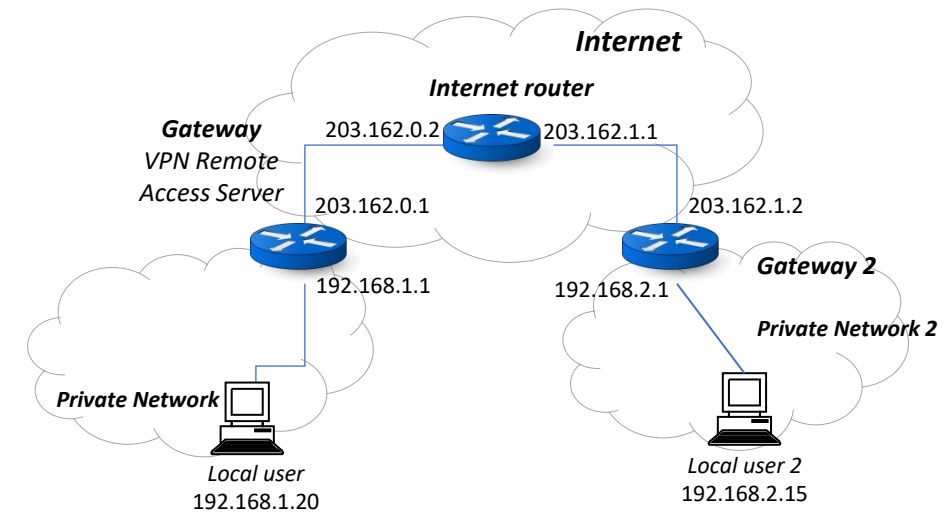 Internet
Internet router
Gateway
VPN Remote
Access Server
203.162.0.2
203.162.1.1
203.162.0.1
203.162.1.2
192.168.1.1
192.168.2.1
Gateway 2
Private Network 2
Private Network
Local user
192.168.1.20
Local user 2
192.168.2.15